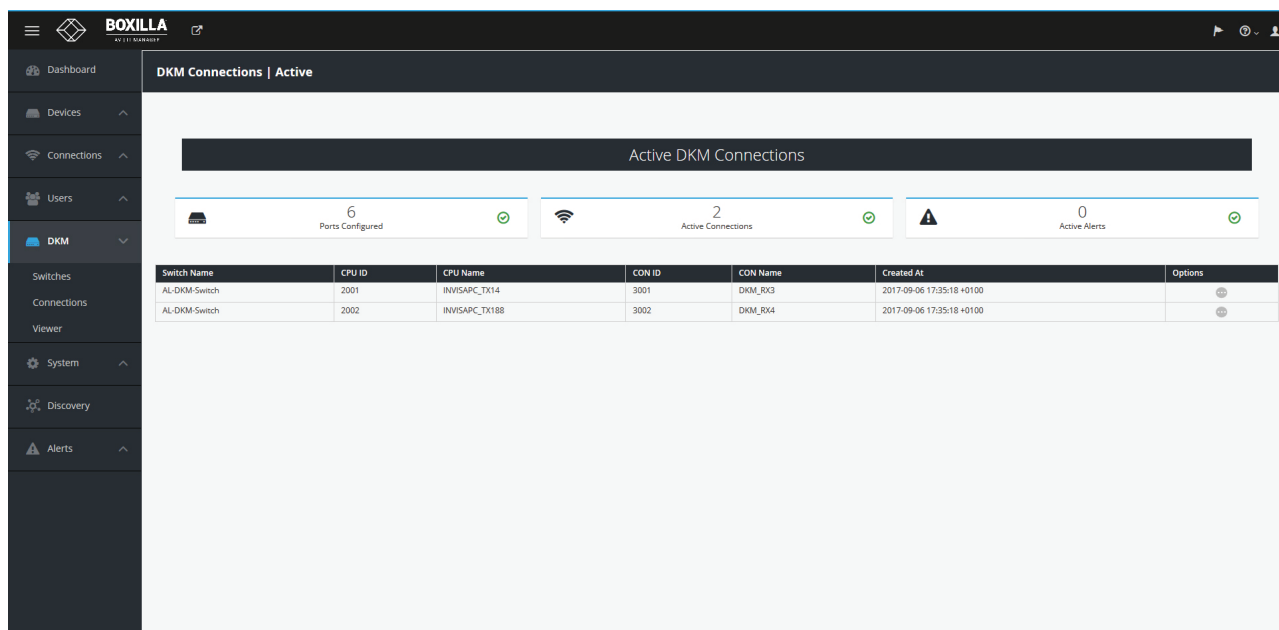 BOXILLA
AV | IT MANAGER
Dashboard
DKM Connections | Active
Devices
Connections
Active DKM Connections
Users
6
Ports Configured
2
Active Connections
0
Active Alerts
DKM
Switches
Connections
Viewer
System
Discovery
Alerts
Switch Name CPU ID CPU Name CON ID CON Name Created At Options
AL-DKM-Switch 2001 INVISAPC_TX14 3001 DKM_RX3 2017-09-06 17:35:18 +0100
AL-DKM-Switch 2002 INVISAPC_TX188 3002 DKM_RX4 2017-09-06 17:35:18 +0100